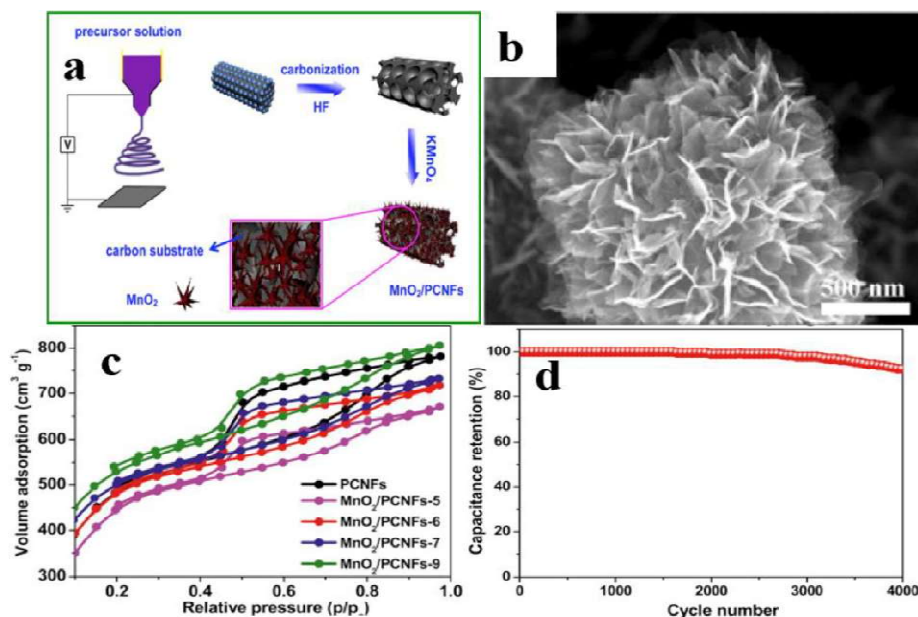 a
precursor solution
V
carbonization
HF
KMnO₄
carbon substrate
MnO₂
MnO₂/PCNFs
b
500 nm
c
Volume adsorption (cm³ g⁻¹)
800
700
600
500
400
300
0.2
0.4
0.6
0.8
1.0
Relative pressure (p/p_)
PCNFs
MnO₂/PCNFs-5
MnO₂/PCNFs-6
MnO₂/PCNFs-7
MnO₂/PCNFs-9
d
Capacitance retention (%)
120
100
80
60
40
20
0
0
1000
2000
3000
4000
Cycle number